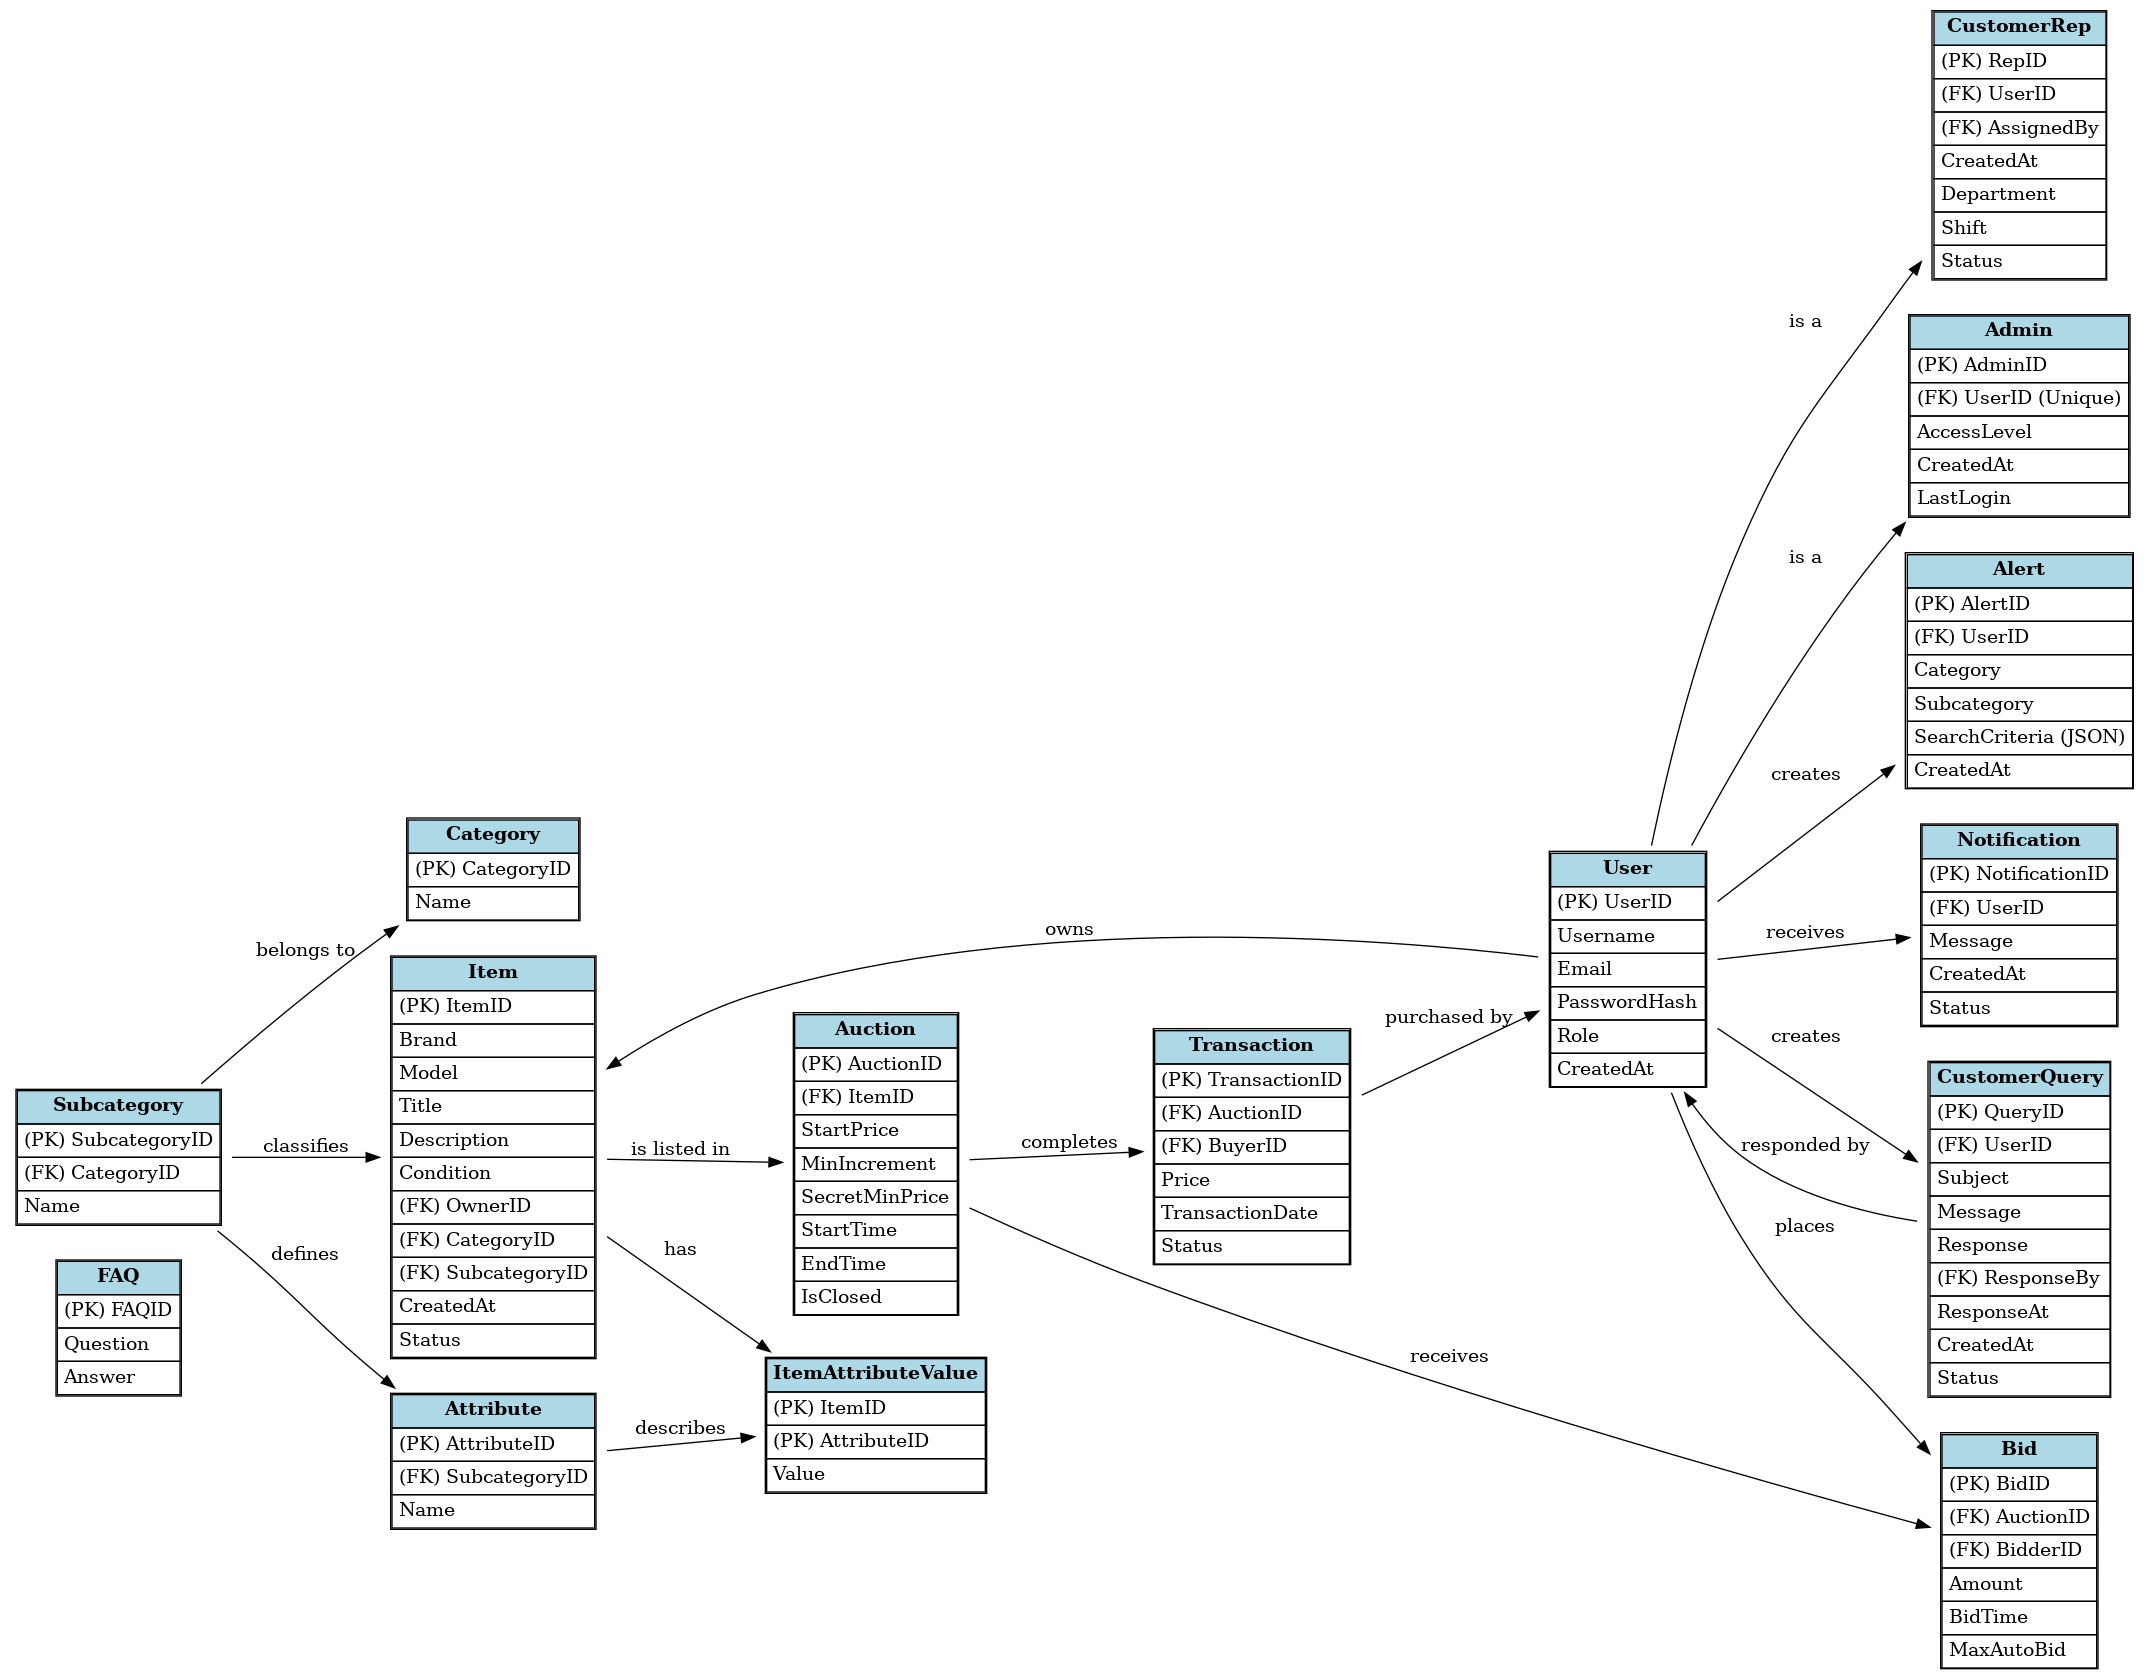 CustomerRep
(PK) RepID
(FK) UserID
(FK) AssignedBy
CreatedAt
Department
Shift
Status
is a
Admin
(PK) AdminID
(FK) UserID (Unique)
AccessLevel
CreatedAt
LastLogin
is a
Alert
(PK) AlertID
(FK) UserID
Category
Subcategory
SearchCriteria (JSON)
CreatedAt
creates
Category
(PK) CategoryID
Name
belongs to
User
(PK) UserID
Username
Email
PasswordHash
Role
CreatedAt
Notification
(PK) NotificationID
(FK) UserID
Message
CreatedAt
Status
receives
owns
Item
(PK) ItemID
Brand
Model
Title
Description
Condition
(FK) OwnerID
(FK) CategoryID
(FK) SubcategoryID
CreatedAt
Status
Auction
(PK) AuctionID
(FK) ItemID
StartPrice
MinIncrement
SecretMinPrice
StartTime
EndTime
IsClosed
Transaction
(PK) TransactionID
(FK) AuctionID
(FK) BuyerID
Price
TransactionDate
Status
purchased by
creates
CustomerQuery
(PK) QueryID
(FK) UserID
Subject
Message
Response
(FK) ResponseBy
ResponseAt
CreatedAt
Status
responded by
places
Subcategory
(PK) SubcategoryID
(FK) CategoryID
Name
classifies
is listed in
completes
defines
has
FAQ
(PK) FAQID
Question
Answer
receives
Attribute
(PK) AttributeID
(FK) SubcategoryID
Name
describes
ItemAttributeValue
(PK) ItemID
(PK) AttributeID
Value
Bid
(PK) BidID
(FK) AuctionID
(FK) BidderID
Amount
BidTime
MaxAutoBid